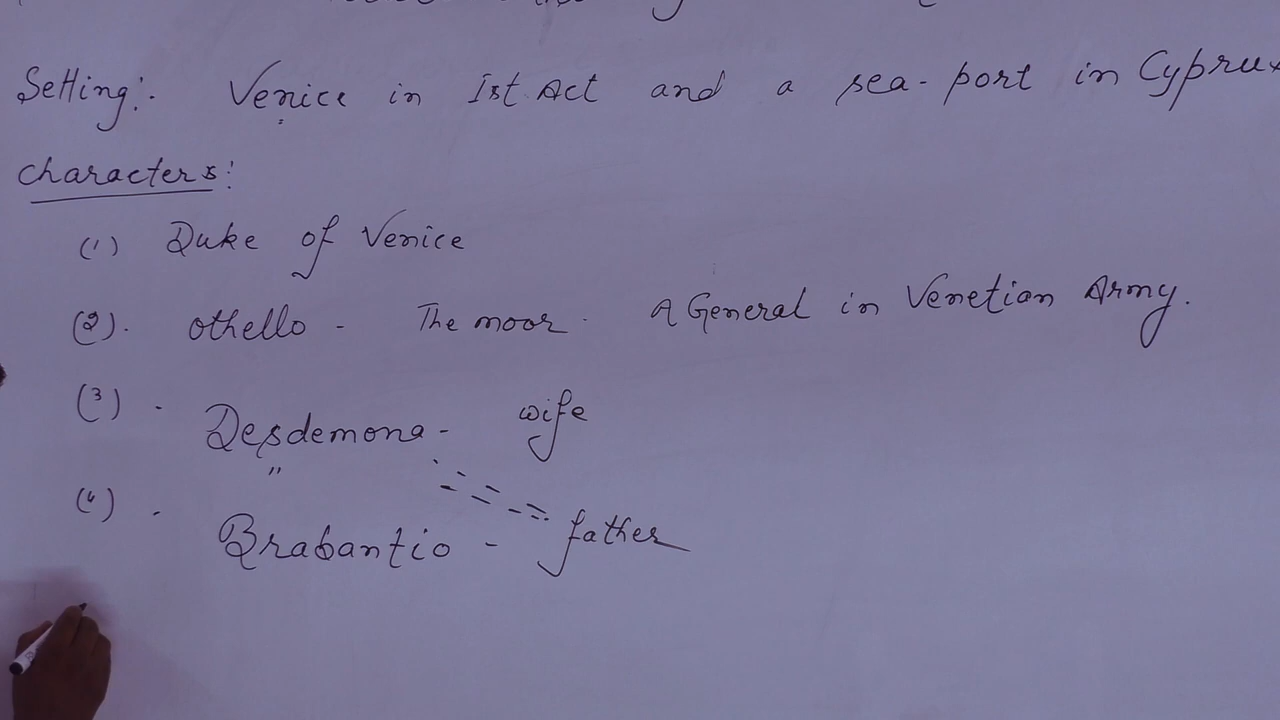 Setting:- Venice in Ist Act and a sea-port in Cyprus
characters:
(1) Duke of Venice
(2). Othello - The moor. A General in Venetian Army.
(3) . Desdemona - wife
"
(4) . Brabantio - father